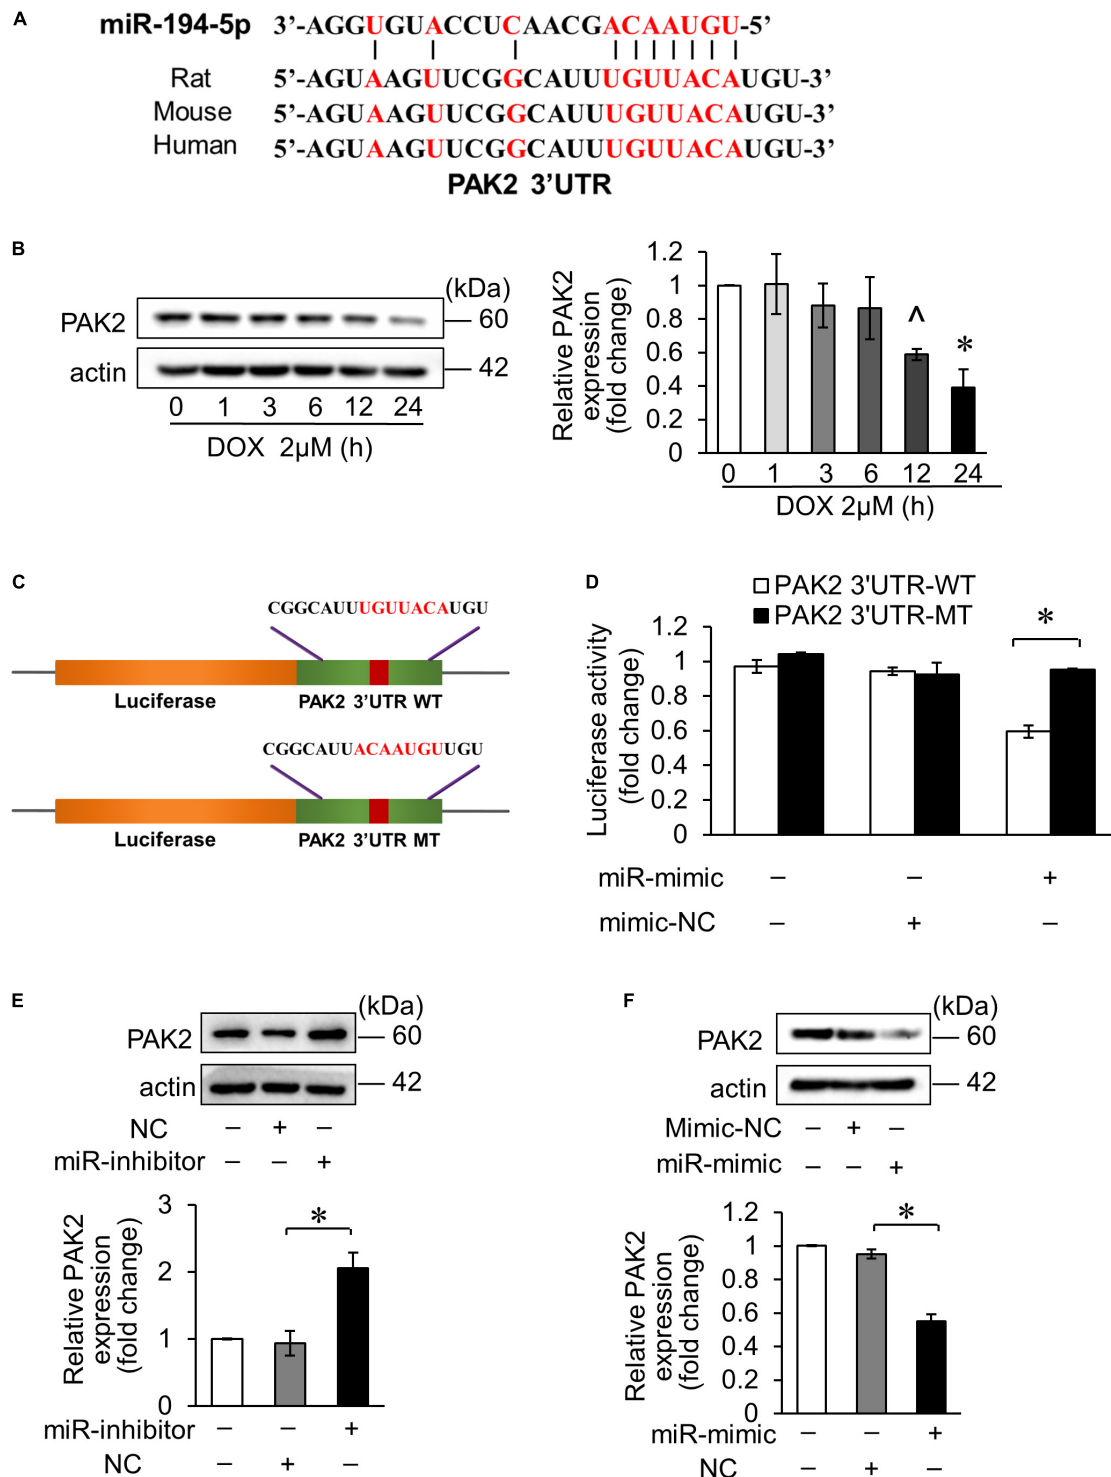 A
miR-194-5p 3’-AGGUGUACCUCAACGACAAUGU-5’
Rat 5’-AGUAAGUUCGGCAUUUGUUACAUGU-3’
Mouse 5’-AGUAAGUUCGGCAUUUGUUACAUGU-3’
Human 5’-AGUAAGUUCGGCAUUUGUUACAUGU-3’
PAK2 3’UTR
B
(kDa)
PAK2 60
actin 42
0 1 3 6 12 24
DOX 2µM (h)
Relative PAK2
expression
(fold change)
1.2
1
0.8
0.6
0.4
0.2
0
^
*
0 1 3 6 12 24
DOX 2µM (h)
C
CGGCAUUUGUUACAUGU
Luciferase PAK2 3'UTR WT
CGGCAUUACAAUGUUGU
Luciferase PAK2 3'UTR MT
D
PAK2 3'UTR-WT
PAK2 3'UTR-MT
Luciferase activity
(fold change)
1.2
1
0.8
0.6
0.4
0.2
0
*
miR-mimic – – +
mimic-NC – + –
E
(kDa)
PAK2 60
actin 42
NC – + –
miR-inhibitor – – +
Relative PAK2
expression
(fold change)
3
2
1
0
*
miR-inhibitor – – +
NC – + –
F
(kDa)
PAK2 60
actin 42
Mimic-NC – + –
miR-mimic – – +
Relative PAK2
expression
(fold change)
1.2
1
0.8
0.6
0.4
0.2
0
*
miR-mimic – – +
NC – + –